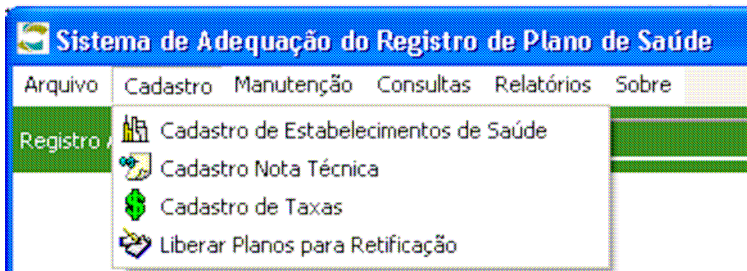 Sistema de Adequação do Registro de Plano de Saúde
Arquivo Cadastro Manutenção Consultas Relatórios Sobre
Registro
Cadastro de Estabelecimentos de Saúde
Cadastro Nota Técnica
Cadastro de Taxas
Liberar Planos para Retificação